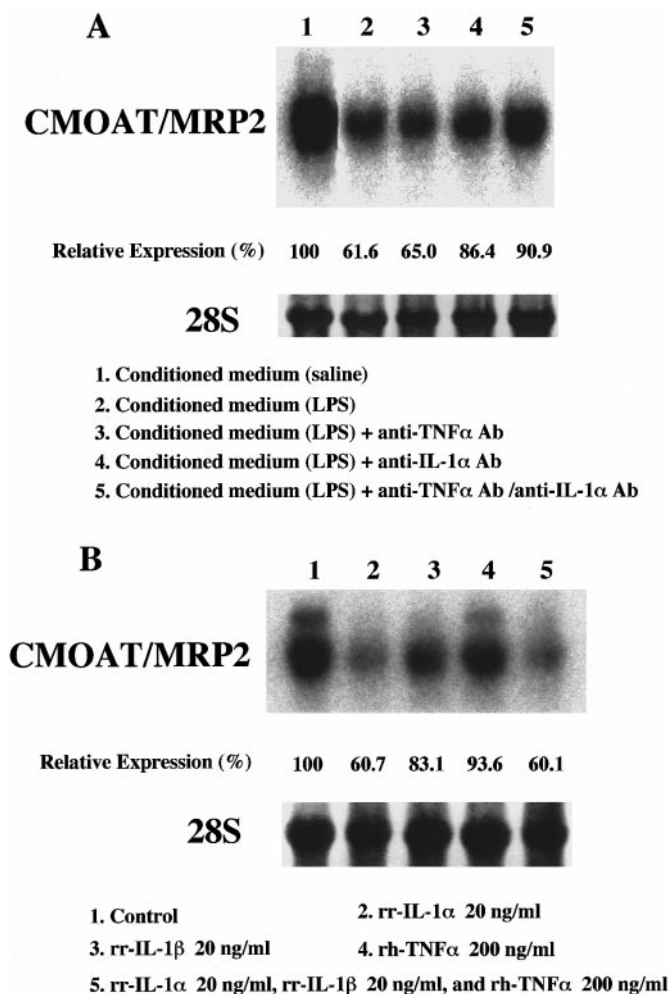 A
1 2 3 4 5
CMOAT/MRP2
Relative Expression (%) 100 61.6 65.0 86.4 90.9
28S
1. Conditioned medium (saline)
2. Conditioned medium (LPS)
3. Conditioned medium (LPS) + anti-TNFα Ab
4. Conditioned medium (LPS) + anti-IL-1α Ab
5. Conditioned medium (LPS) + anti-TNFα Ab /anti-IL-1α Ab
B
1 2 3 4 5
CMOAT/MRP2
Relative Expression (%) 100 60.7 83.1 93.6 60.1
28S
1. Control 2. rr-IL-1α 20 ng/ml
3. rr-IL-1β 20 ng/ml 4. rh-TNFα 200 ng/ml
5. rr-IL-1α 20 ng/ml, rr-IL-1β 20 ng/ml, and rh-TNFα 200 ng/ml